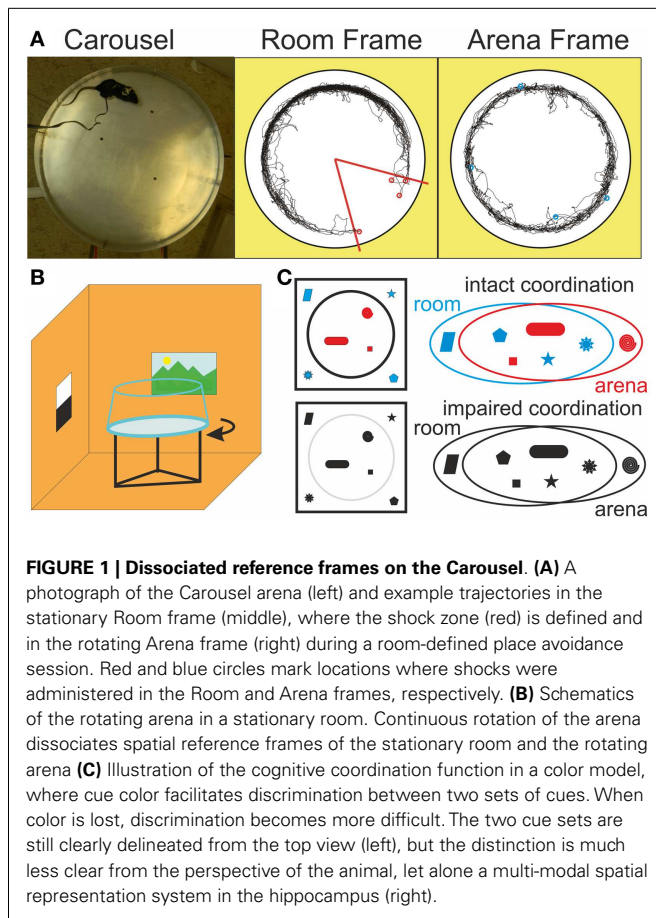 A Carousel Room Frame Arena Frame
B
C
intact coordination
room
arena
impaired coordination
room
arena
FIGURE 1 | Dissociated reference frames on the Carousel. (A) A
photograph of the Carousel arena (left) and example trajectories in the
stationary Room frame (middle), where the shock zone (red) is defined and
in the rotating Arena frame (right) during a room-defined place avoidance
session. Red and blue circles mark locations where shocks were
administered in the Room and Arena frames, respectively. (B) Schematics
of the rotating arena in a stationary room. Continuous rotation of the arena
dissociates spatial reference frames of the stationary room and the rotating
arena (C) Illustration of the cognitive coordination function in a color model,
where cue color facilitates discrimination between two sets of cues. When
color is lost, discrimination becomes more difficult. The two cue sets are
still clearly delineated from the top view (left), but the distinction is much
less clear from the perspective of the animal, let alone a multi-modal spatial
representation system in the hippocampus (right).